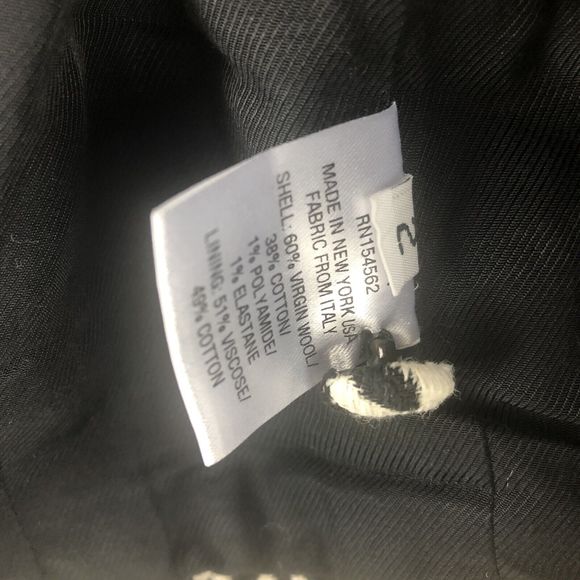 2
RN154562
MADE IN NEW YORK USA
FABRIC FROM ITALY
SHELL: 60% VIRGIN WOOL/
38% COTTON/
1% POLYAMIDE/
1% ELASTANE
LINING: 51% VISCOSE/
49% COTTON